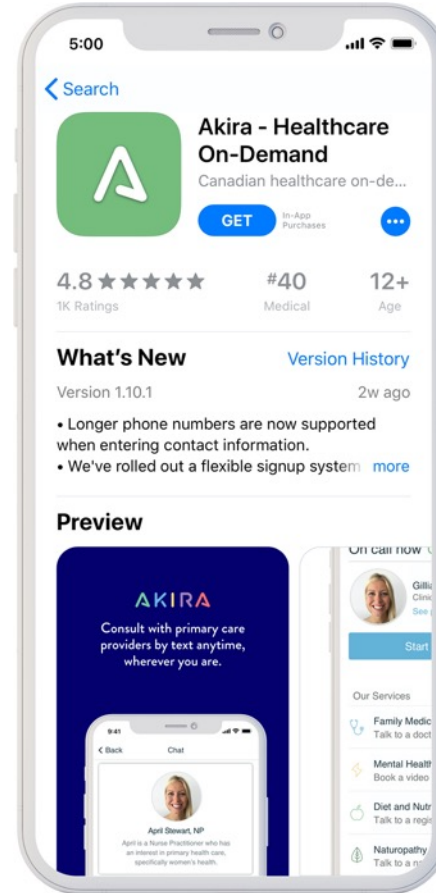 5:00
Search
Akira - Healthcare
On-Demand
Canadian healthcare on-de...
GET
In-App
Purchases
4.8
#40
12+
1K Ratings
Medical
Age
What's New
Version History
Version 1.10.1
2w ago
• Longer phone numbers are now supported
when entering contact information.
• We've rolled out a flexible signup system
more
Preview
AKIRA
Consult with primary care
providers by text anytime,
wherever you are.
9:41
Back
Chat
April Stewart, NP
April is a Nurse Practitioner who has
an interest in primary health care,
specifically women's health.
On call now
Start
Our Services
Talk to a
Mental Health
Book a video
Diet and
Talk to a
Naturopathy
Talk to a